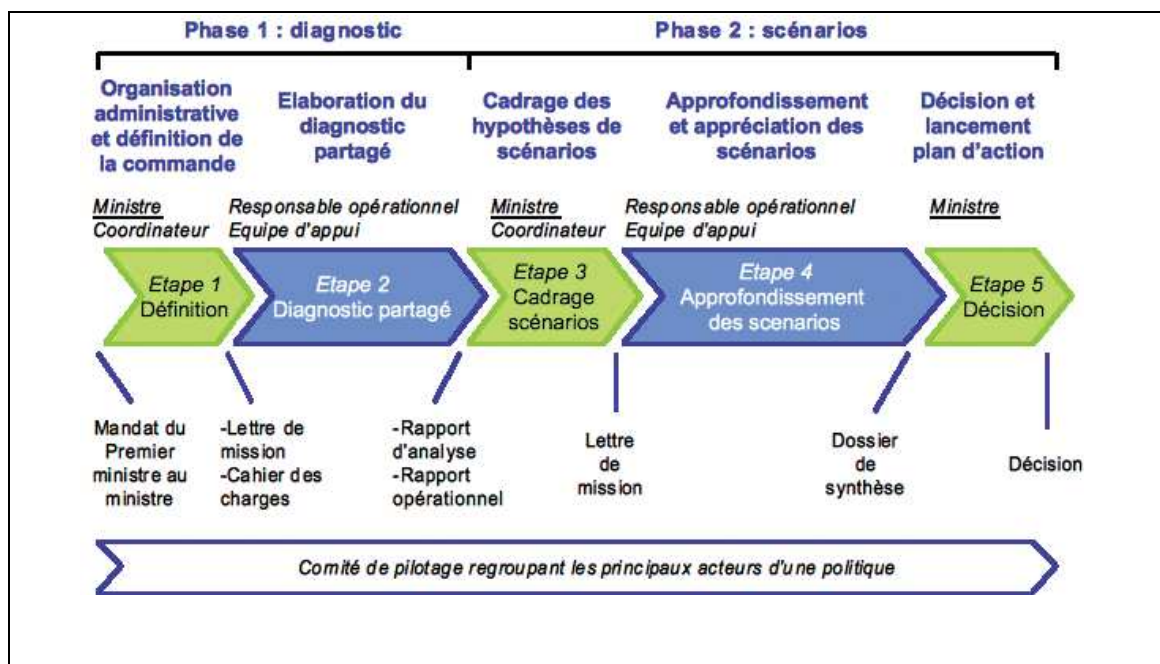 Phase 1 : diagnostic
Phase 2 : scénarios
Organisation
administrative
et définition de
la commande
Elaboration du
diagnostic
partagé
Cadrage des
hypothèses de
scénarios
Approfondissement
et appréciation des
scénarios
Décision et
lancement
plan d'action
Ministre
Coordinateur
Responsable opérationnel
Equipe d'appui
Ministre
Coordinateur
Responsable opérationnel
Equipe d'appui
Ministre
Etape 1
Définition
Etape 2
Diagnostic partagé
Etape 3
Cadrage
scénarios
Etape 4
Approfondissement
des scenarios
Etape 5
Décision
Mandat du
Premier
ministre au
ministre
-Lettre de
mission
-Cahier des
charges
-Rapport
d'analyse
-Rapport
opérationnel
Lettre
de
mission
Dossier
de
synthèse
Décision
Comité de pilotage regroupant les principaux acteurs d'une politique